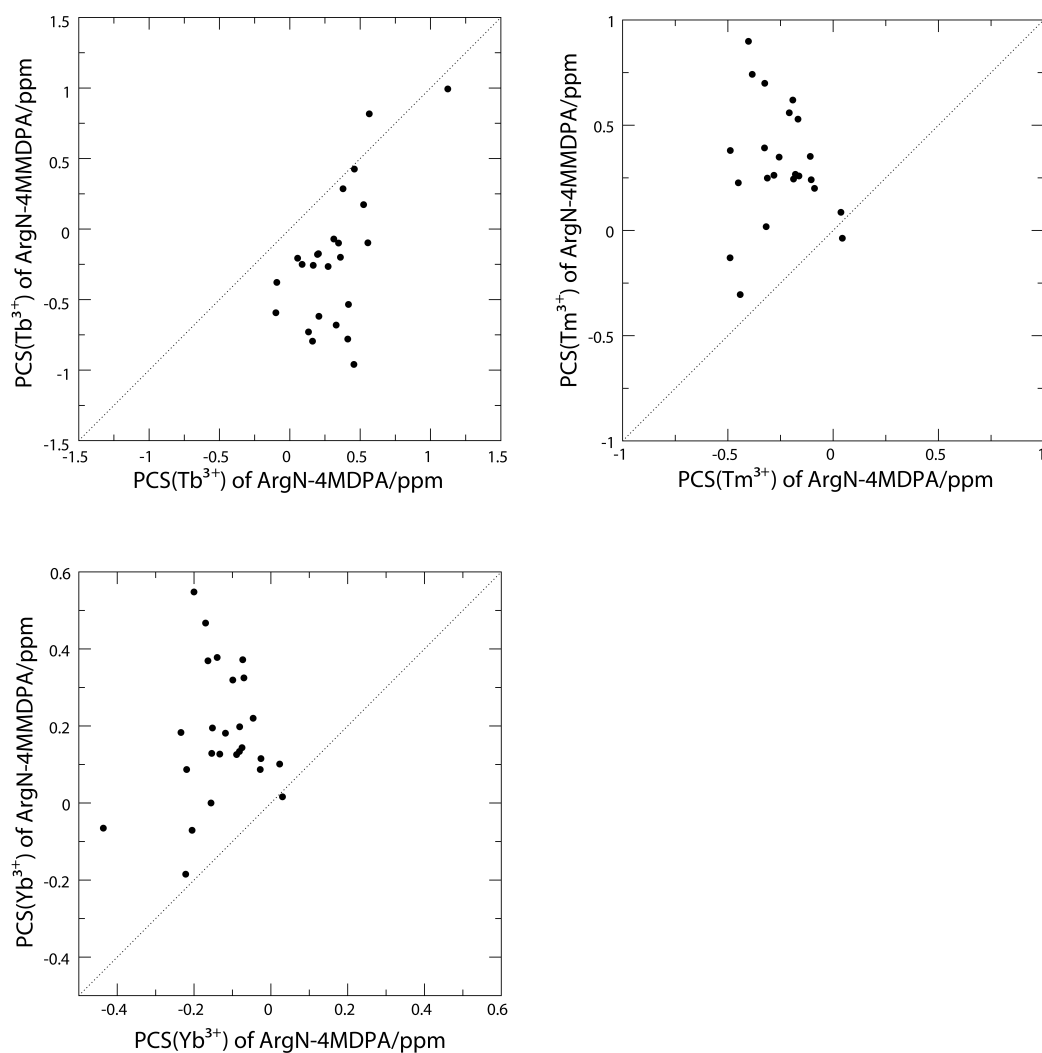 1.5
1
0.5
0
-0.5
-1
-1.5
PCS(Tb³⁺) of ArgN-4MMDPA/ppm
-1.5 -1 -0.5 0 0.5 1 1.5
PCS(Tb³⁺) of ArgN-4MDPA/ppm
1
0.5
0
-0.5
-1
PCS(Tm³⁺) of ArgN-4MMDPA/ppm
-1 -0.5 0 0.5 1
PCS(Tm³⁺) of ArgN-4MDPA/ppm
0.6
0.4
0.2
0
-0.2
-0.4
PCS(Yb³⁺) of ArgN-4MMDPA/ppm
-0.4 -0.2 0 0.2 0.4 0.6
PCS(Yb³⁺) of ArgN-4MDPA/ppm